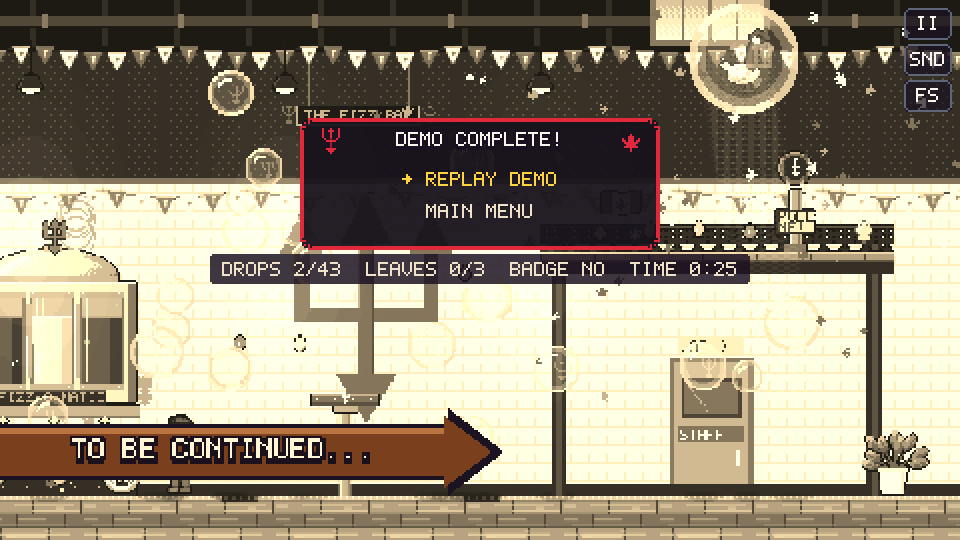 II
SND
FS
THE FIZZ BAR
DEMO COMPLETE!
REPLAY DEMO
MAIN MENU
DROPS 2/43 LEAVES 0/3 BADGE NO TIME 0:25
TO BE CONTINUED...
STAFF